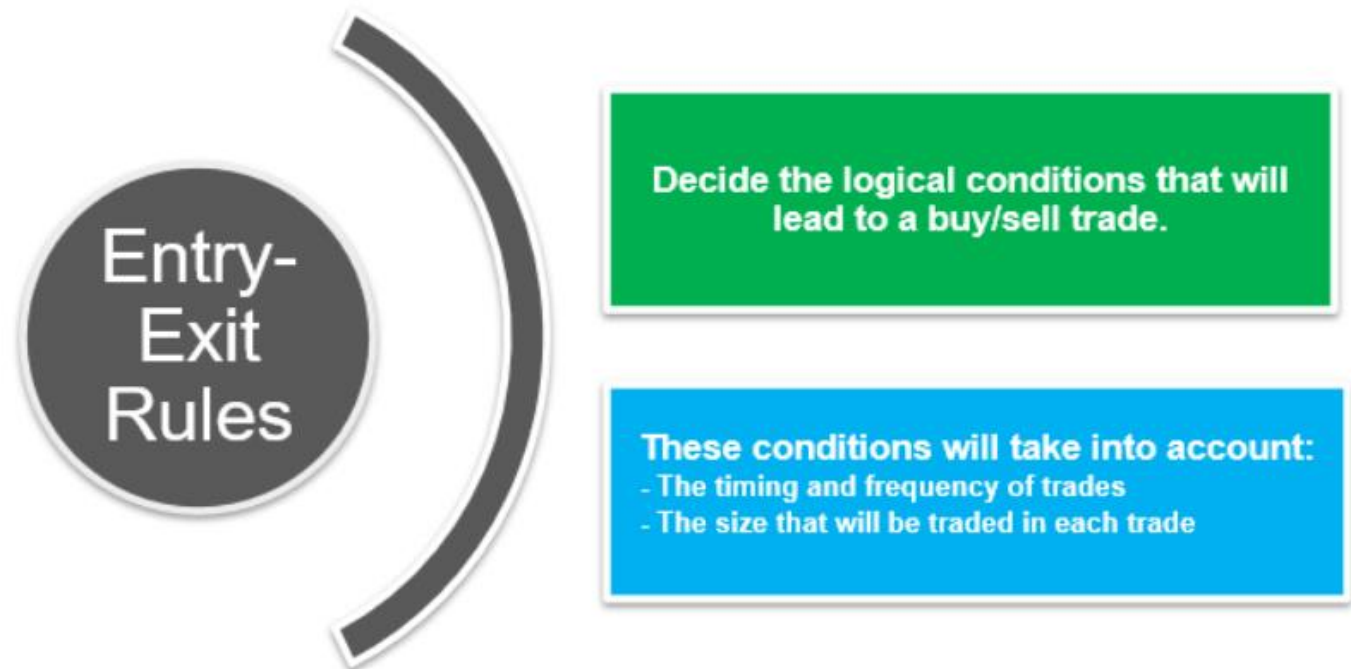 Entry-
Exit
Rules
Decide the logical conditions that will
lead to a buy/sell trade.
These conditions will take into account:
- The timing and frequency of trades
- The size that will be traded in each trade